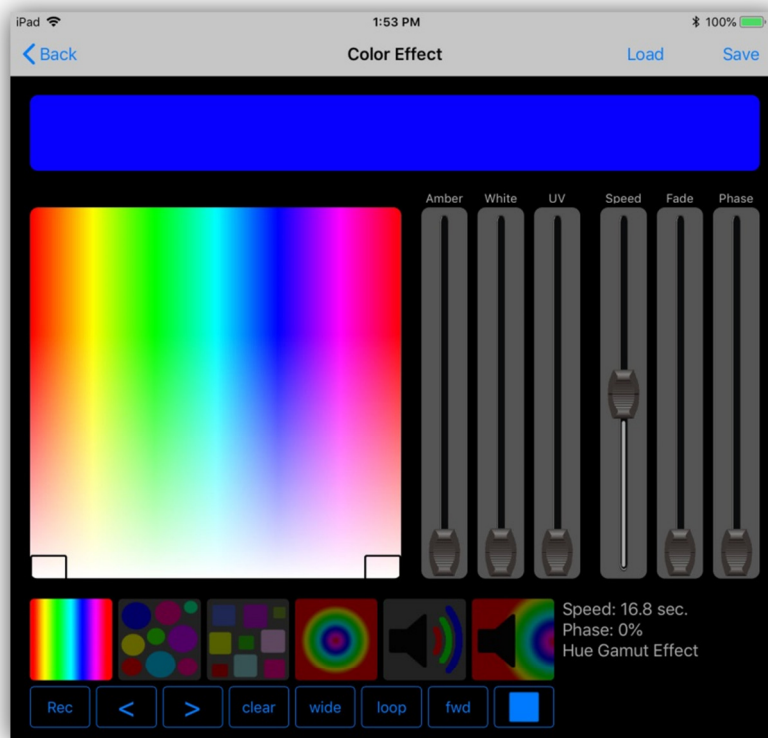 iPad 1:53 PM 100%
Back Color Effect Load Save
Amber White UV Speed Fade Phase
Speed: 16.8 sec.
Phase: 0%
Hue Gamut Effect
Rec < > clear wide loop fwd